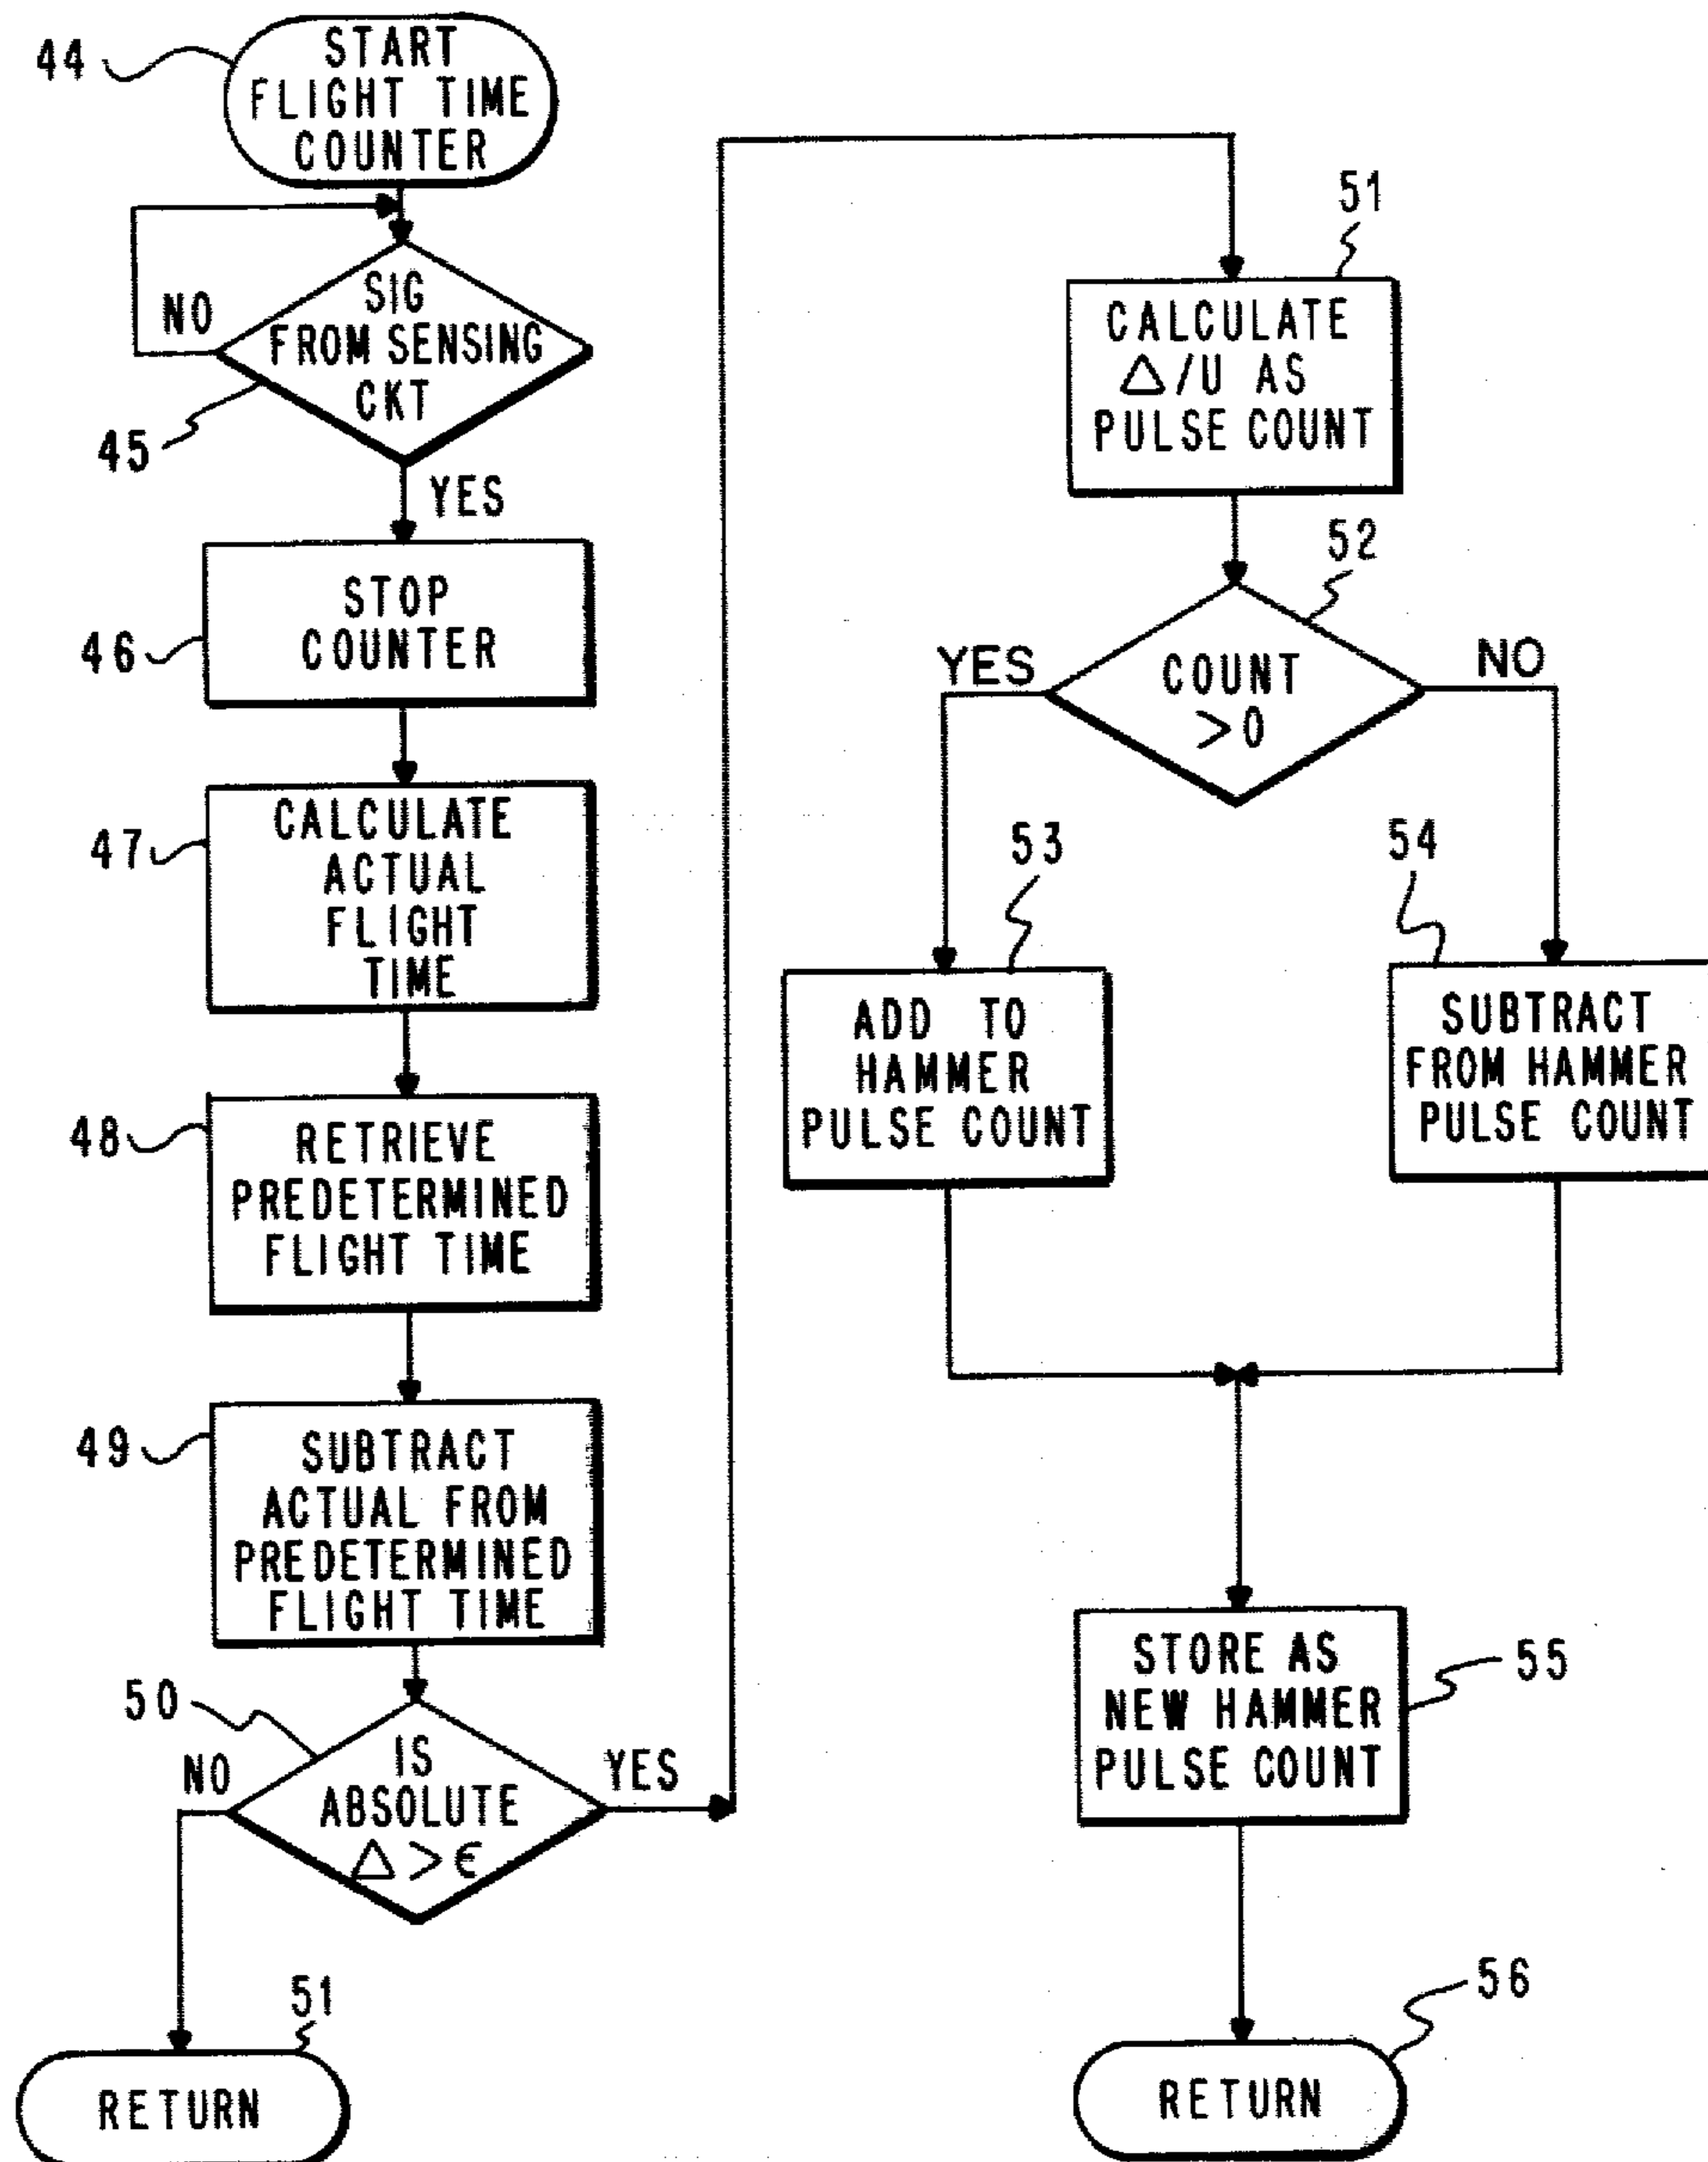 44
START
FLIGHT TIME
COUNTER
NO
SIG
FROM SENSING
CKT
45
YES
46
STOP
COUNTER
47
CALCULATE
ACTUAL
FLIGHT
TIME
48
RETRIEVE
PREDETERMINED
FLIGHT TIME
49
SUBTRACT
ACTUAL FROM
PREDETERMINED
FLIGHT TIME
50
NO
IS
ABSOLUTE
△ > ϵ
YES
51
RETURN
51
CALCULATE
△/U AS
PULSE COUNT
52
YES
COUNT
>0
NO
53
ADD TO
HAMMER
PULSE COUNT
54
SUBTRACT
FROM HAMMER
PULSE COUNT
STORE AS
NEW HAMMER
PULSE COUNT
55
56
RETURN